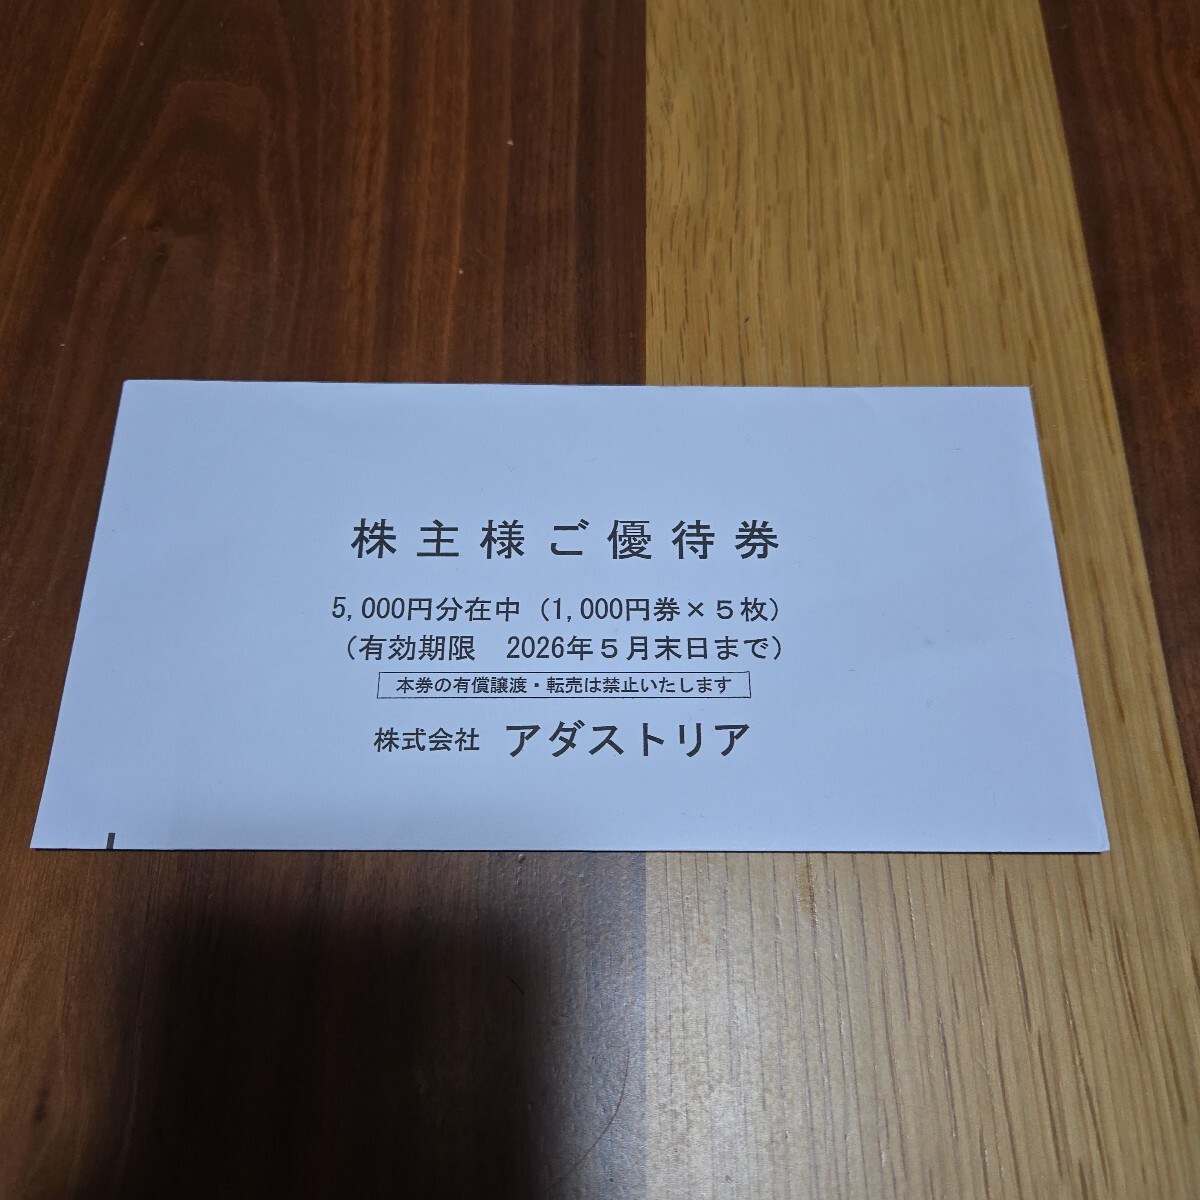 株主様ご優待券
5,000円分在中（1,000円券×５枚）
（有効期限　2026年５月末日まで）
本券の有償譲渡・転売は禁止いたします
株式会社 アダストリア